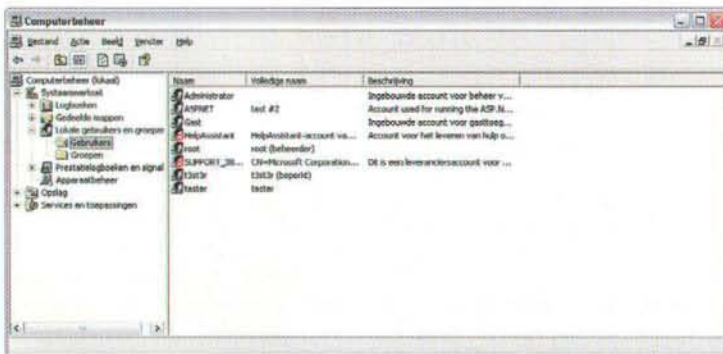 Computerbeheer
Bestand Actie Beeld Venster Help
Computerbeheer (lokaal)
Systeemwerkset
Logboeken
Gedeelde mappen
Lokale gebruikers en groepen
Gebruikers
Groepen
Prestatielogboeken en signal
Apparaatbeheer
Opslag
Services en toepassingen
Naam Volledige naam Beschrijving
Administrator Ingebouwde account voor beheer v...
ASPNET test #2 Account used for running the ASP.N...
Gast Ingebouwde account voor gasttoeg...
HelpAssistant HelpAssistant-account va... Account voor het leveren van hulp o...
root root (beheerder)
SUPPORT_38... CN=Microsoft Corporation... Dit is een leveranciersaccount voor ...
t3st3r t3st3r (beperkt)
tester tester